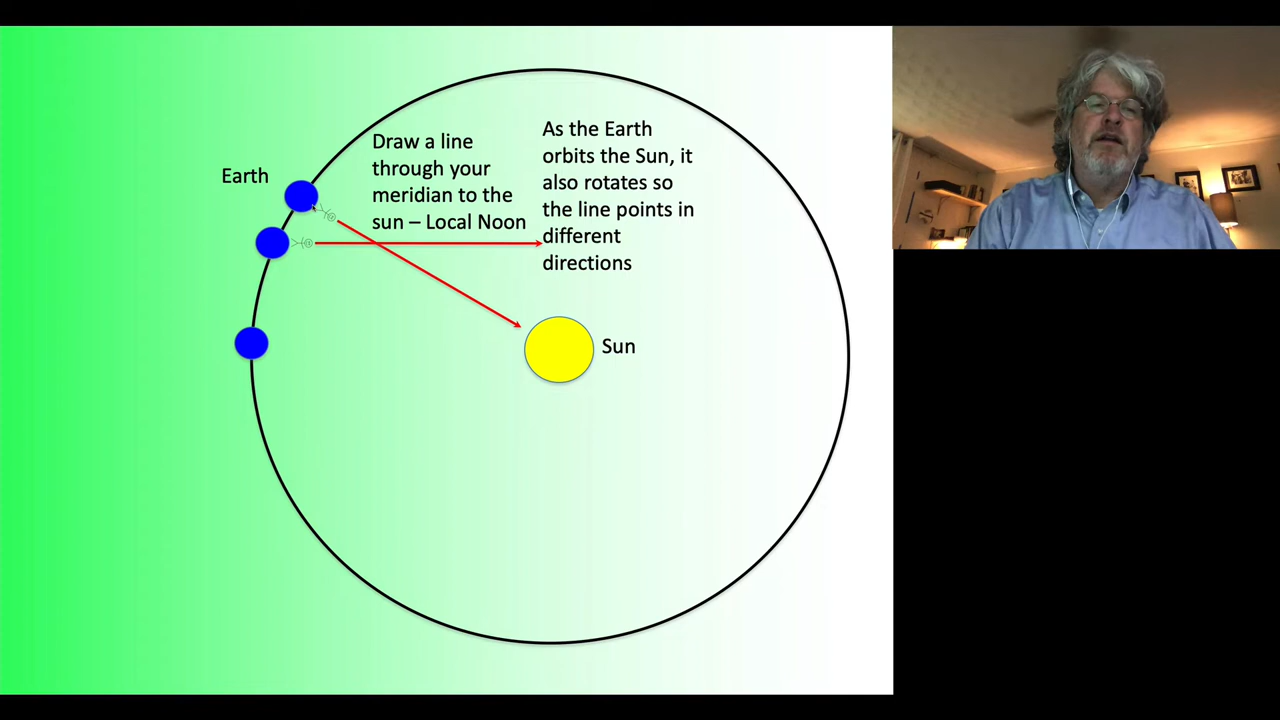 Earth
Draw a line
through your
meridian to the
sun – Local Noon
As the Earth
orbits the Sun, it
also rotates so
the line points in
different
directions
Sun